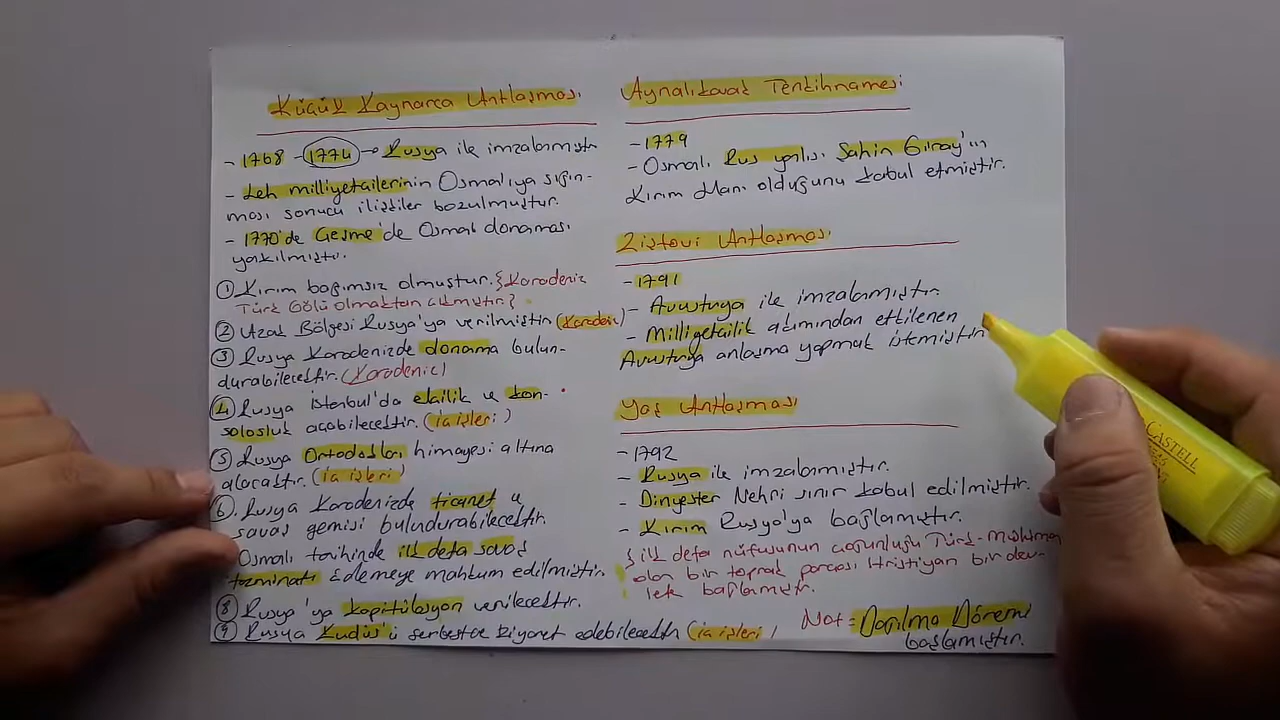 Küçük Kaynarca Antlaşması
- 1768 - 1774 → Rusya ile imzalanmıştır
- Leh milliyetçilerinin Osmanlıya sığın-
ması sonucu ilişkiler bozulmuştur.
- 1770'de Çeşme'de Osmanlı donanması
yakılmıştır.
① Kırım bağımsız olmuştur. {Karadeniz
Türk Gölü olmaktan çıkmıştır}
② Azak Bölgesi Rusya'ya verilmiştir (Karadeniz)
③ Rusya Karadenizde donanma bulun-
durabilecektir. (Karadeniz)
④ Rusya İstanbul'da elçilik ve kon-
solosluk açabilecektir. (iç işleri)
⑤ Rusya Ortodoksları himayesi altına
alacaktır. (iç işleri)
⑥. Rusya Karadenizde ticaret ve
savaş gemisi bulundurabilecektir.
Osmalı tarihinde ilk defa savaş
tazminatı ödemeye mahkum edilmiştir.
⑧ Rusya'ya kapitülasyon verilecektir.
⑨ Rusya Kudüs'ü serbestçe ziyaret edebilecektir (iç işleri)
Aynalıkavak Tenkihnamesi
- 1779
- Osmalı, Rus yanlısı Şahin Giray'ın
Kırım Hanı olduğunu kabul etmiştir.
Ziştovi Antlaşması
- 1791
- Avusturya ile imzalanmıştır.
- Milliyetçilik akımından etkilenen
Avusturya anlaşma yapmak istemiştir
Yaş Antlaşması
- 1792
- Rusya ile imzalanmıştır.
- Dinyester Nehri sınır kabul edilmiştir.
- Kırım Rusya'ya bağlanmıştır.
{ilk defa nüfusunun çoğunluğu Türk-müslüman
olan bir toprak parçası Hristiyan bir dev-
lete bağlanmıştır.
Not = Dağılma Dönemi
başlamıştır.
CASTELL